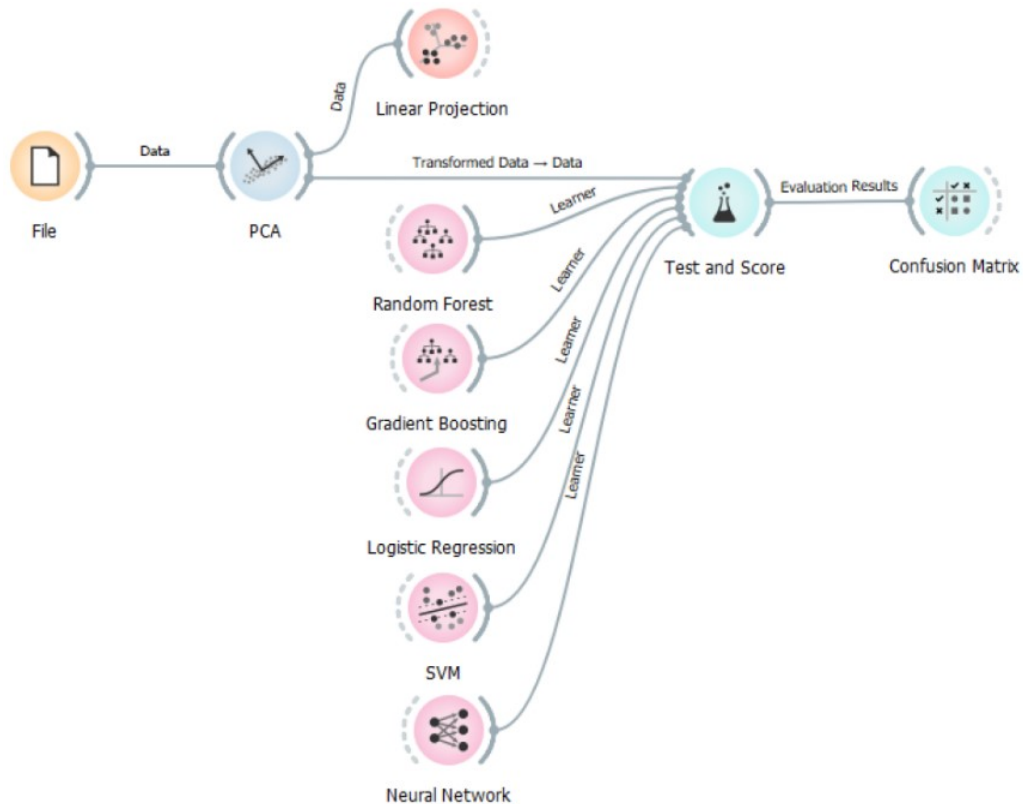 Linear Projection
Data
Data
File
PCA
Transformed Data → Data
Learner
Random Forest
Learner
Gradient Boosting
Learner
Logistic Regression
Learner
SVM
Learner
Neural Network
Test and Score
Evaluation Results
Confusion Matrix